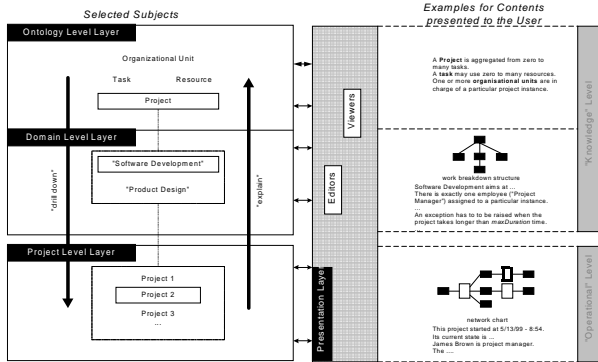 Selected Subjects
Examples for Contents
presented to the User
Ontology Level Layer
Organizational Unit
Task
Resource
Project
Domain Level Layer
"Software Development"
"Product Design"
Project Level Layer
Project 1
Project 2
Project 3
...
"drill down"
"explain"
Viewers
Editors
Presentation Layer
A Project is aggregated from zero to
many tasks.
A task may use zero to many resources.
One or more organisational units are in
charge of a particular project instance.
work breakdown structure
Software Development aims at ...
There is exactly one employee ("Project
Manager") assigned to a particular instance.
...
An exception has to to be raised when the
project takes longer than maxDuration time.
...
network chart
This project started at 5/13/99 - 8:54.
Its current state is ...
James Brown is project manager.
The ....
"Knowledge" Level
"Operational" Level